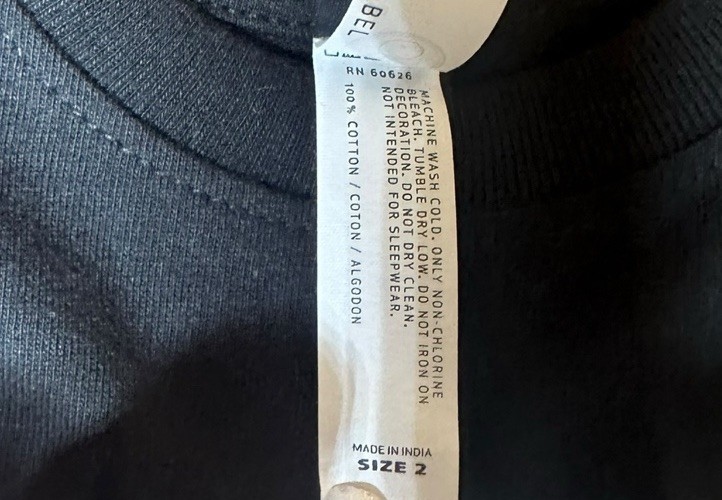 BEL
RN 60626
MACHINE WASH COLD. ONLY NON-CHLORINE
BLEACH. TUMBLE DRY LOW. DO NOT IRON ON
DECORATION. DO NOT DRY CLEAN.
NOT INTENDED FOR SLEEPWEAR.
100% COTTON / COTON / ALGODON
MADE IN INDIA
SIZE 2